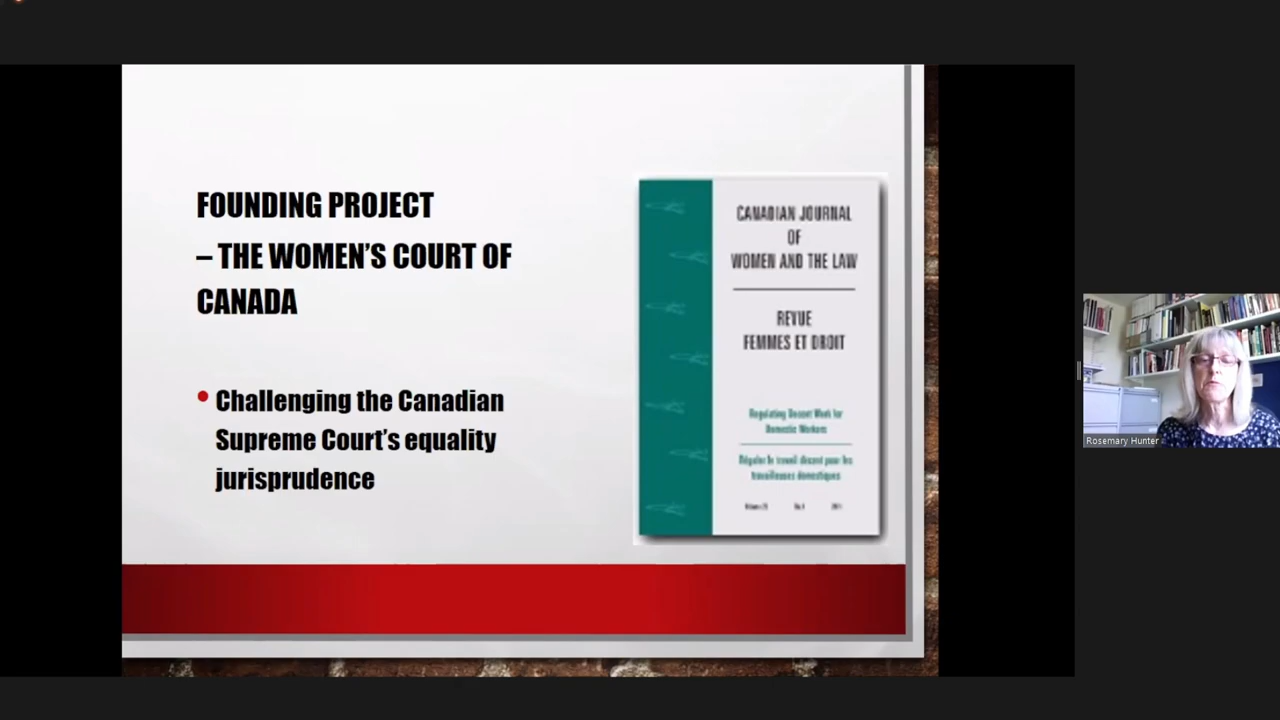 FOUNDING PROJECT
– THE WOMEN’S COURT OF
CANADA
• Challenging the Canadian
Supreme Court’s equality
jurisprudence
CANADIAN JOURNAL
OF
WOMEN AND THE LAW
REVUE
FEMMES ET DROIT
Regulating Decent Work for
Domestic Workers
Réguler le travail décent pour les
travailleuses domestiques
Rosemary Hunter